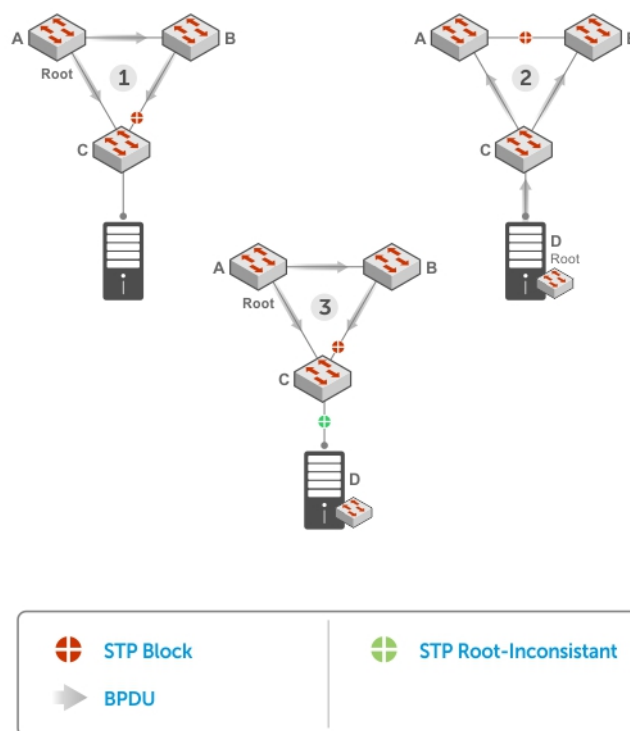 A
B
Root
1
C
A
B
2
C
D
Root
A
B
Root
3
C
D
STP Block
STP Root-Inconsistant
BPDU